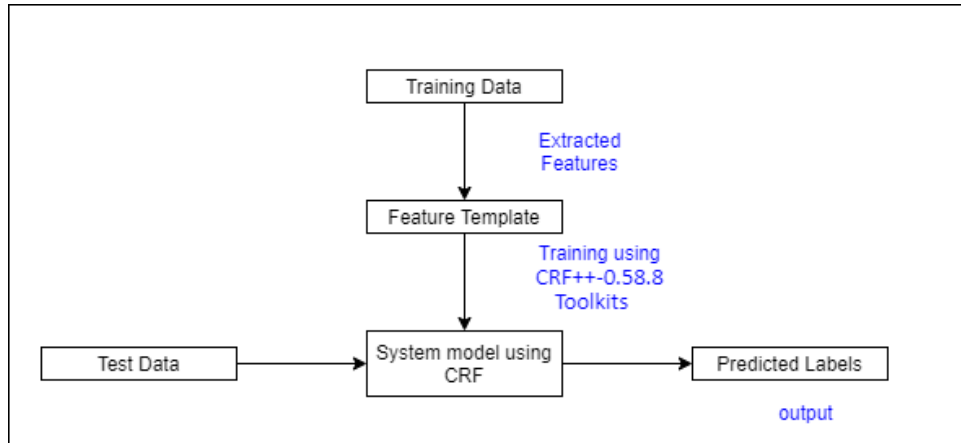 Training Data
Extracted
Features
Feature Template
Training using
CRF++-0.58.8
Toolkits
Test Data
System model using
CRF
Predicted Labels
output